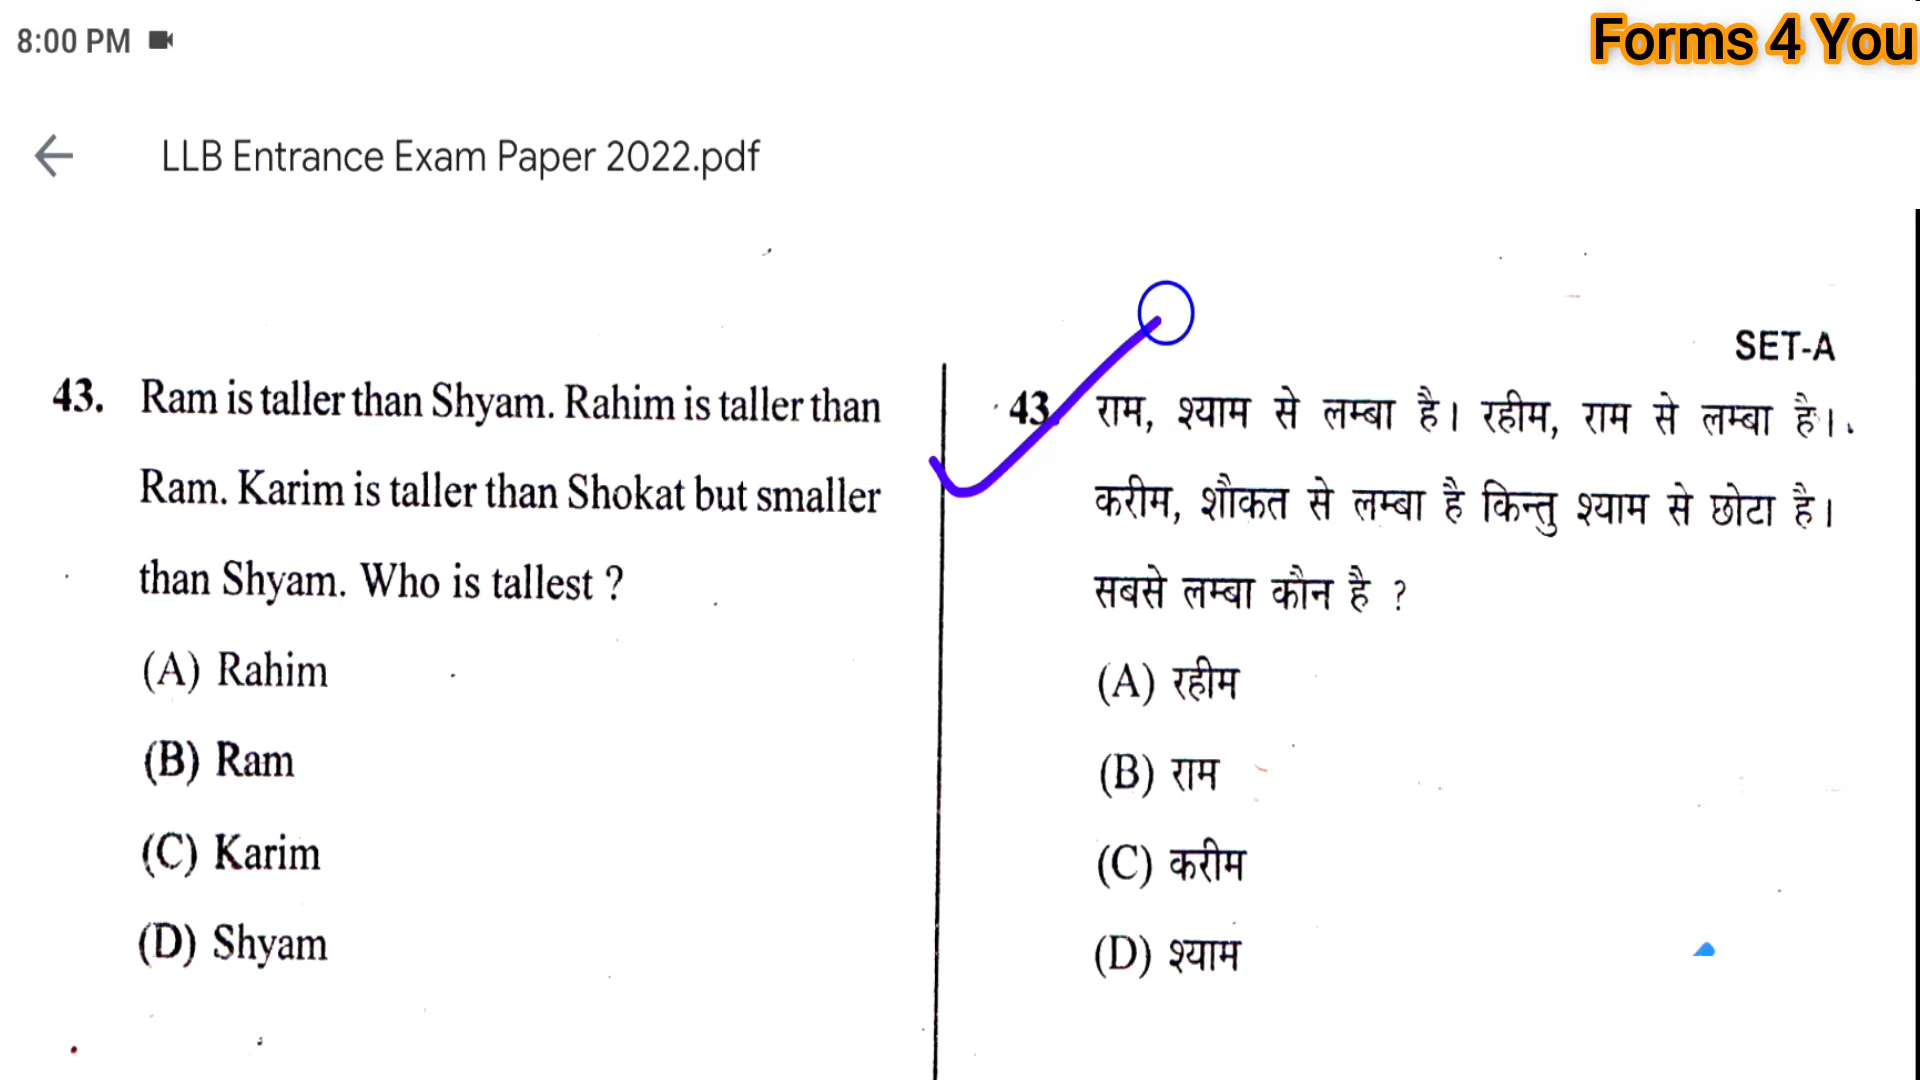 8:00 PM
Forms 4 You
LLB Entrance Exam Paper 2022.pdf
SET-A
43. Ram is taller than Shyam. Rahim is taller than
Ram. Karim is taller than Shokat but smaller
than Shyam. Who is tallest ?
(A) Rahim
(B) Ram
(C) Karim
(D) Shyam
43. राम, श्याम से लम्बा है। रहीम, राम से लम्बा है।
करीम, शौकत से लम्बा है किन्तु श्याम से छोटा है।
सबसे लम्बा कौन है ?
(A) रहीम
(B) राम
(C) करीम
(D) श्याम